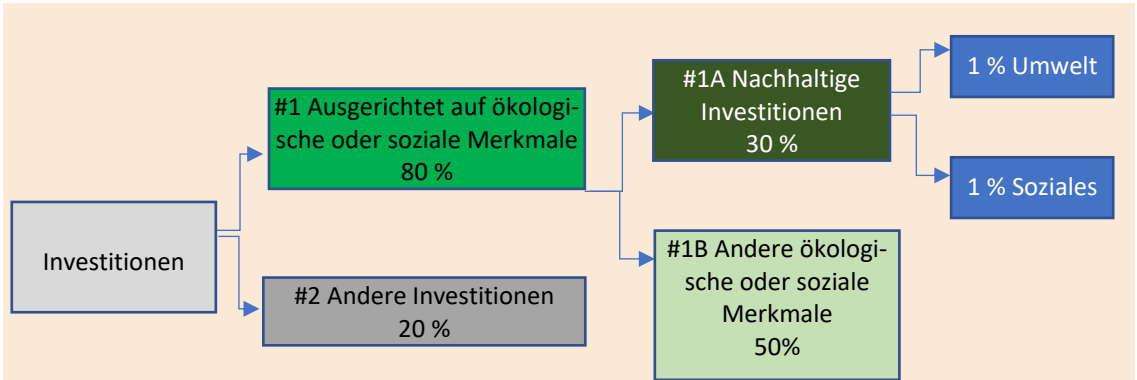 Investitionen
#1 Ausgerichtet auf ökologi-
sche oder soziale Merkmale
80 %
#2 Andere Investitionen
20 %
#1A Nachhaltige
Investitionen
30 %
#1B Andere ökologi-
sche oder soziale
Merkmale
50%
1 % Umwelt
1 % Soziales